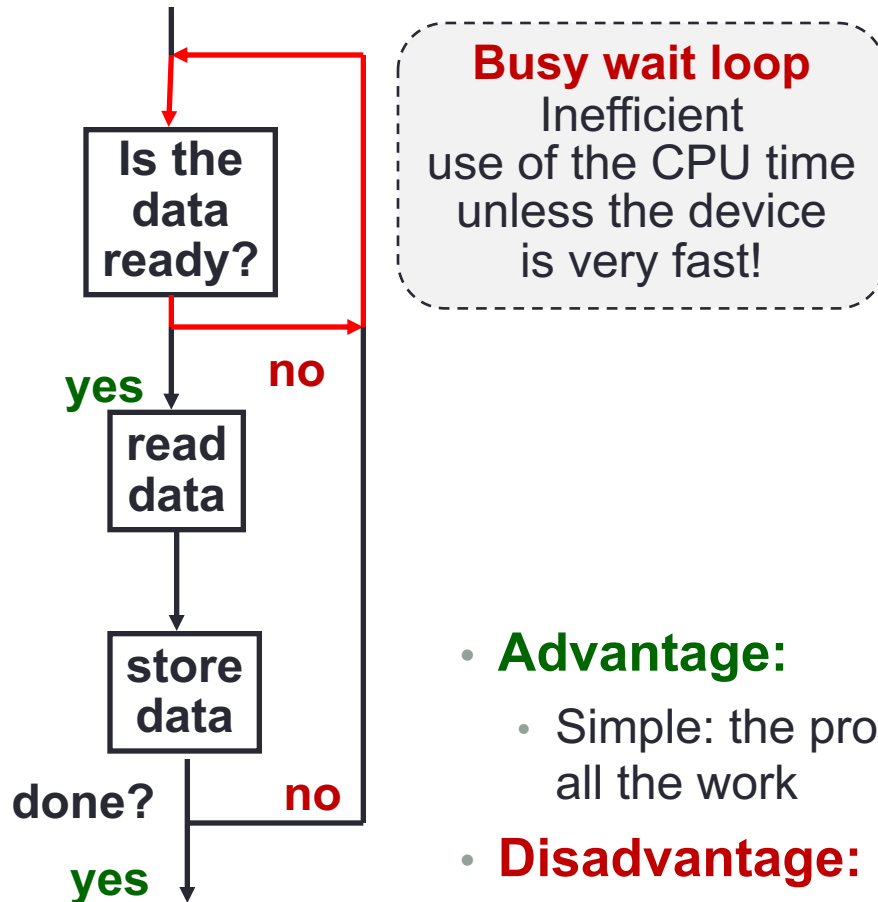 Busy wait loop
Inefficient
use of the CPU time
unless the device
is very fast!
Is the
data
ready?
yes
no
read
data
store
data
done?
no
yes
• Advantage:
• Simple: the
all the work
• Disadvantage: